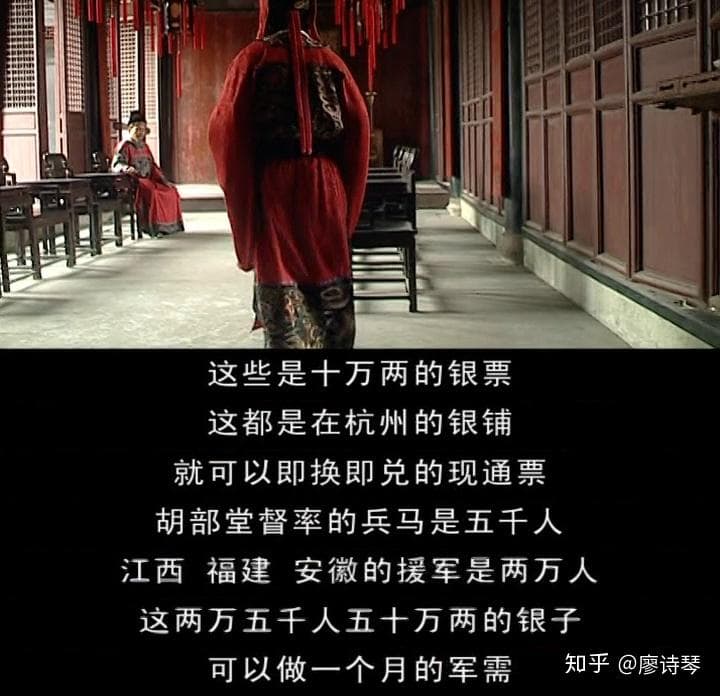 这些是十万两的银票
这都是在杭州的银铺
就可以即换即兑的现通票
胡部堂督率的兵马是五千人
江西 福建 安徽的援军是两万人
这两万五千人五十万两的银子
可以做一个月的军需
知乎 @廖诗琴